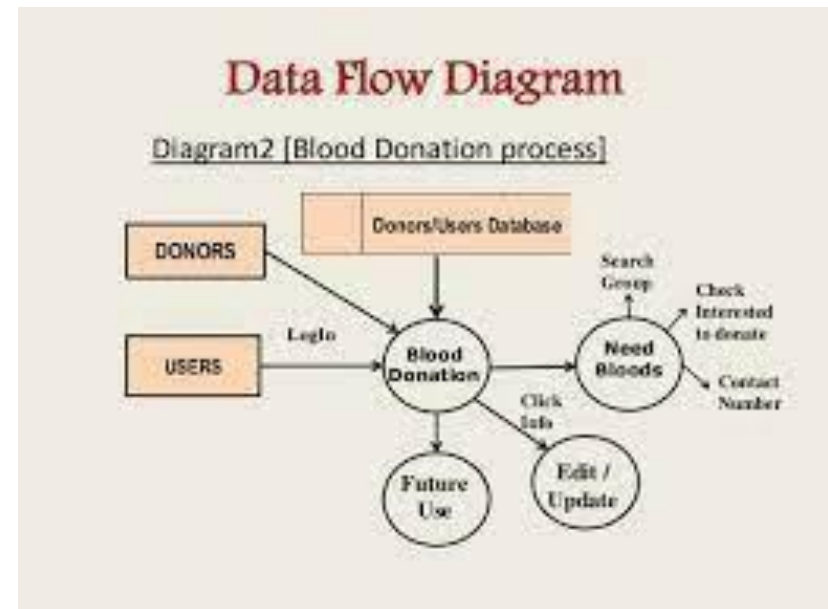 Data Flow Diagram
Diagram2 [Blood Donation process]
Donors/Users Database
DONORS
Search
Group
Check
Interested
to donate
LogIn
Need
Bloods
Blood
Donation
USERS
Contact
Number
Click
Info
Edit /
Update
Future
Use